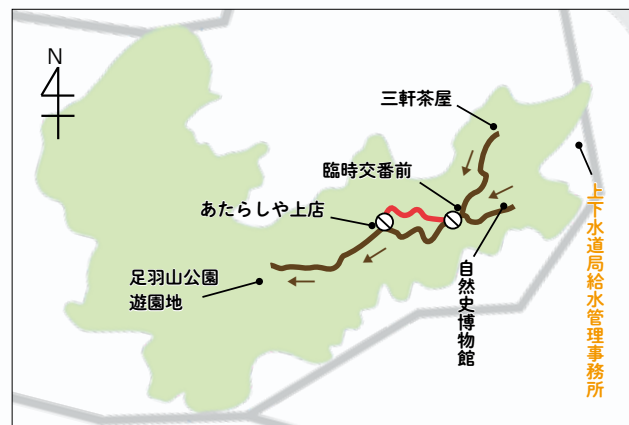 N
三軒茶屋
臨時交番前
あたらしや上店
足羽山公園
遊園地
自然史博物館
上下水道局給水管理事務所